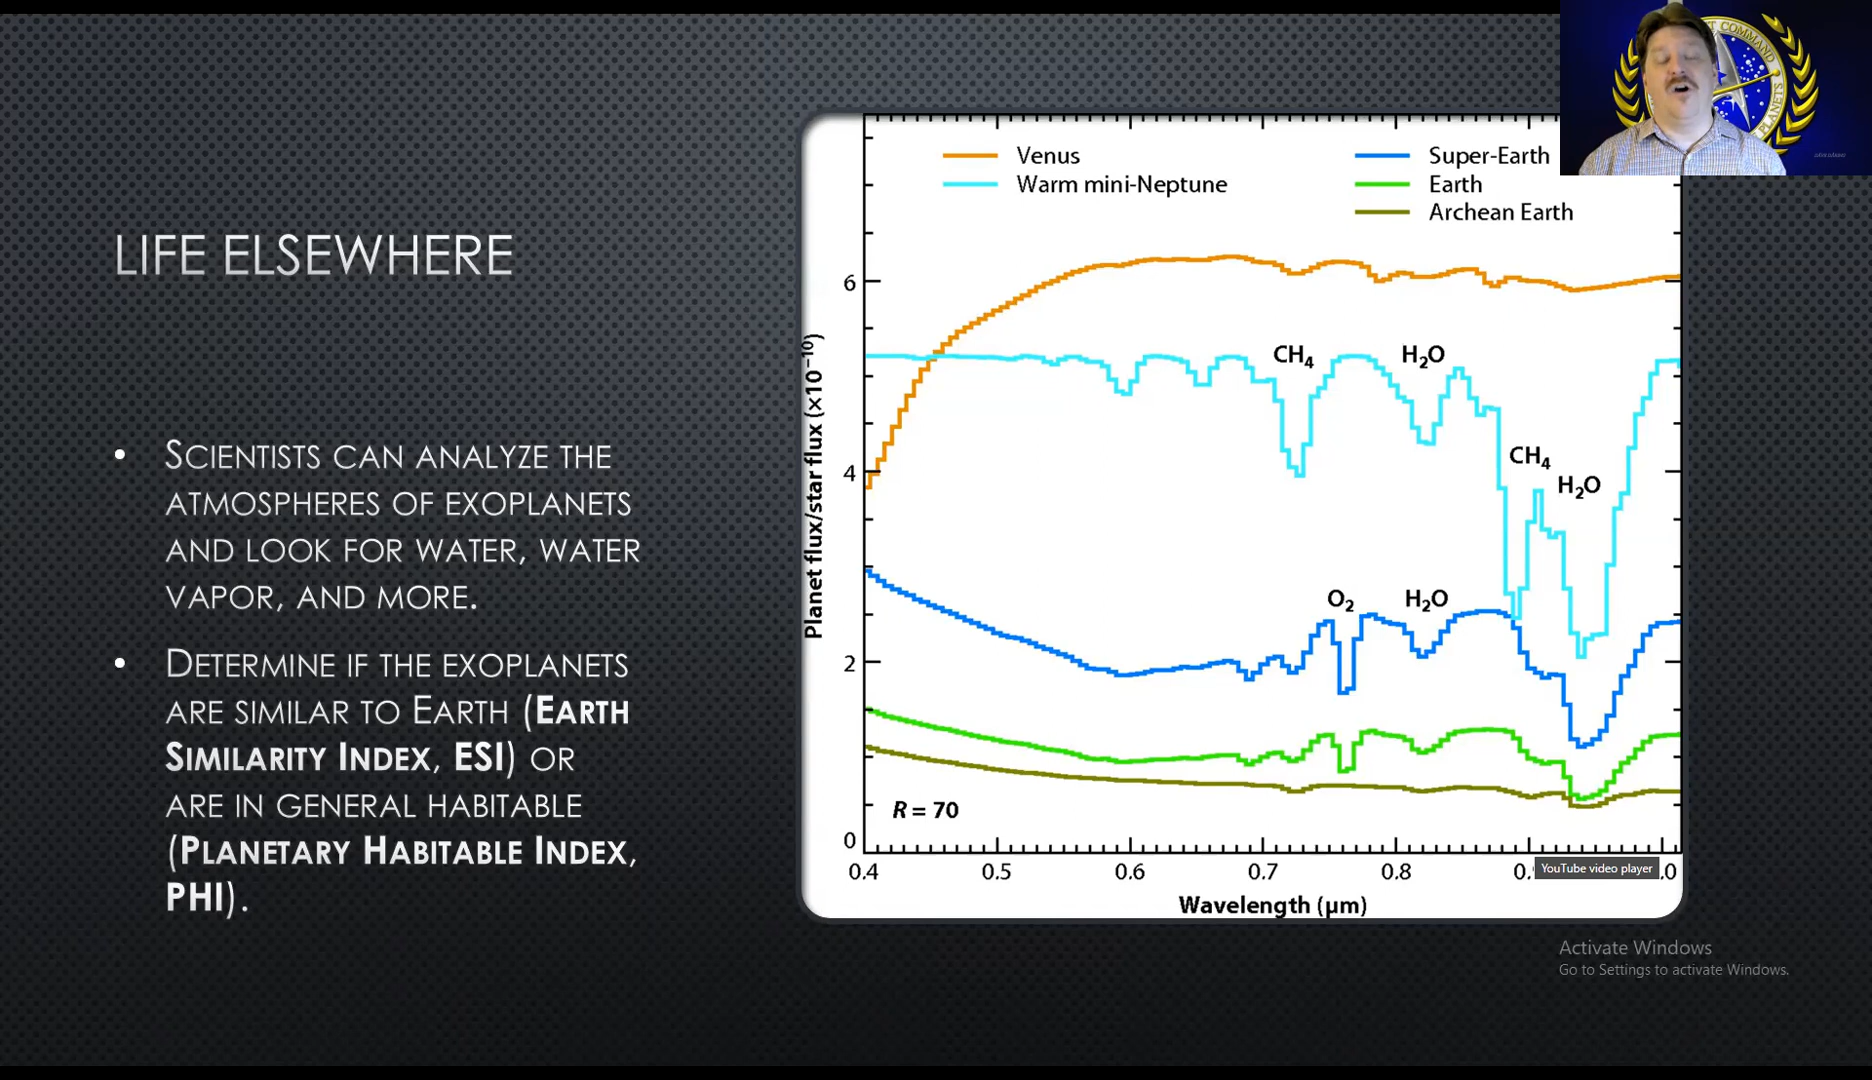 LIFE ELSEWHERE
• SCIENTISTS CAN ANALYZE THE
ATMOSPHERES OF EXOPLANETS
AND LOOK FOR WATER, WATER
VAPOR, AND MORE.
• DETERMINE IF THE EXOPLANETS
ARE SIMILAR TO EARTH (EARTH
SIMILARITY INDEX, ESI) OR
ARE IN GENERAL HABITABLE
(PLANETARY HABITABLE INDEX,
PHI).
COMMAND
PLANETS
Venus
Warm mini-Neptune
Super-Earth
Earth
Archean Earth
Planet flux/star flux (×10⁻¹⁰)
6
4
2
0
CH₄
H₂O
CH₄
H₂O
O₂
H₂O
R = 70
0.4 0.5 0.6 0.7 0.8 0. .0
YouTube video player
Wavelength (μm)
Activate Windows
Go to Settings to activate Windows.